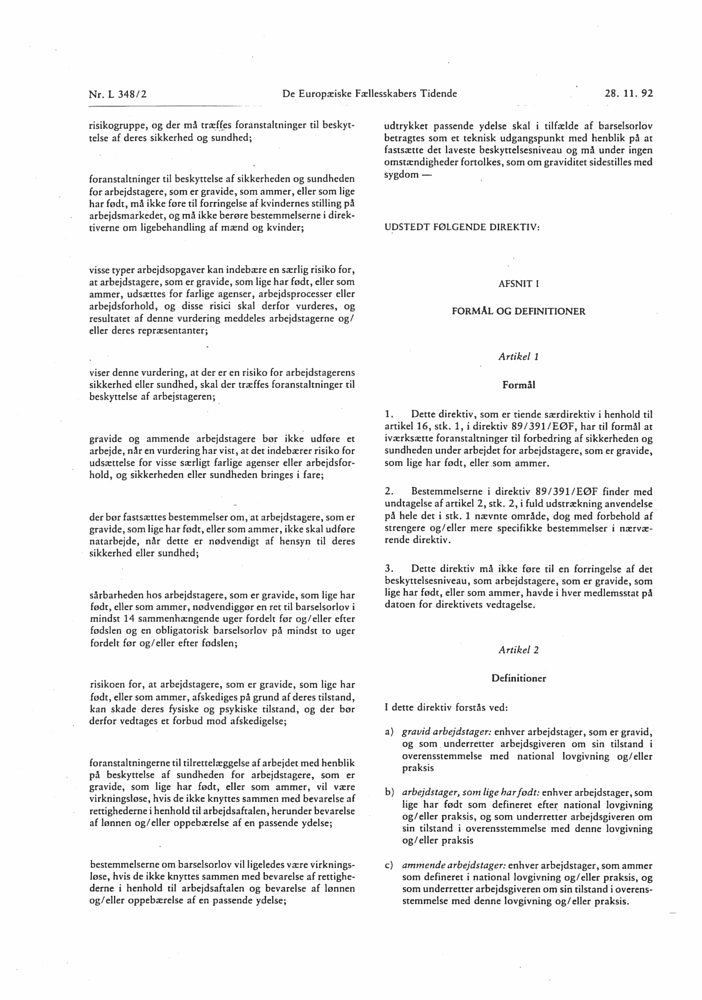 Nr. L 348/2
De Europæiske Fællesskabers Tidende
28. 11. 92
risikogruppe, og der må træffes foranstaltninger til beskyt-
telse af deres sikkerhed og sundhed;
foranstaltninger til beskyttelse af sikkerheden og sundheden
for arbejdstagere, som er gravide, som ammer, eller som lige
har født, må ikke føre til forringelse af kvindernes stilling på
arbejdsmarkedet, og må ikke berøre bestemmelserne i direk-
tiverne om ligebehandling af mænd og kvinder;
visse typer arbejdsopgaver kan indebære en særlig risiko for,
at arbejdstagere, som er gravide, som lige har født, eller som
ammer, udsættes for farlige agenser, arbejdsprocesser eller
arbejdsforhold, og disse risici skal derfor vurderes, og
resultatet af denne vurdering meddeles arbejdstagerne og/
eller deres repræsentanter;
viser denne vurdering, at der er en risiko for arbejdstagerens
sikkerhed eller sundhed, skal der træffes foranstaltninger til
beskyttelse af arbejstageren;
gravide og ammende arbejdstagere bør ikke udføre et
arbejde, når en vurdering har vist, at det indebærer risiko for
udsættelse for visse særligt farlige agenser eller arbejdsfor-
hold, og sikkerheden eller sundheden bringes i fare;
der bør fastsættes bestemmelser om, at arbejdstagere, som er
gravide, som lige har født, eller som ammer, ikke skal udføre
natarbejde, når dette er nødvendigt af hensyn til deres
sikkerhed eller sundhed;
sårbarheden hos arbejdstagere, som er gravide, som lige har
født, eller som ammer, nødvendiggør en ret til barselsorlov i
mindst 14 sammenhængende uger fordelt før og/eller efter
fødslen og en obligatorisk barselsorlov på mindst to uger
fordelt før og/eller efter fødslen;
risikoen for, at arbejdstagere, som er gravide, som lige har
født, eller som ammer, afskediges på grund af deres tilstand,
kan skade deres fysiske og psykiske tilstand, og der bør
derfor vedtages et forbud mod afskedigelse;
foranstaltningerne til tilrettelæggelse af arbejdet med henblik
på beskyttelse af sundheden for arbejdstagere, som er
gravide, som lige har født, eller som ammer, vil være
virkningsløse, hvis de ikke knyttes sammen med bevarelse af
rettighederne i henhold til arbejdsaftalen, herunder bevarelse
af lønnen og/eller oppebærelse af en passende ydelse;
bestemmelserne om barselsorlov vil ligeledes være virknings-
løse, hvis de ikke knyttes sammen med bevarelse af rettighe-
derne i henhold til arbejdsaftalen og bevarelse af lønnen
og/eller oppebærelse af en passende ydelse;
udtrykket passende ydelse skal i tilfælde af barselsorlov
betragtes som et teknisk udgangspunkt med henblik på at
fastsætte det laveste beskyttelsesniveau og må under ingen
omstændigheder fortolkes, som om graviditet sidestilles med
sygdom —
UDSTEDT FØLGENDE DIREKTIV:
AFSNIT I
FORMÅL OG DEFINITIONER
Artikel 1
Formål
1. Dette direktiv, som er tiende særdirektiv i henhold til
artikel 16, stk. 1, i direktiv 89/391/EØF, har til formål at
iværksætte foranstaltninger til forbedring af sikkerheden og
sundheden under arbejdet for arbejdstagere, som er gravide,
som lige har født, eller som ammer.
2. Bestemmelserne i direktiv 89/391/EØF finder med
undtagelse af artikel 2, stk. 2, i fuld udstrækning anvendelse
på hele det i stk. 1 nævnte område, dog med forbehold af
strengere og/eller mere specifikke bestemmelser i nærvæ-
rende direktiv.
3. Dette direktiv må ikke føre til en forringelse af det
beskyttelsesniveau, som arbejdstagere, som er gravide, som
lige har født, eller som ammer, havde i hver medlemsstat på
datoen for direktivets vedtagelse.
Artikel 2
Definitioner
I dette direktiv forstås ved:
a) gravid arbejdstager: enhver arbejdstager, som er gravid,
og som underretter arbejdsgiveren om sin tilstand i
overensstemmelse med national lovgivning og/eller
praksis
b) arbejdstager, som lige har født: enhver arbejdstager, som
lige har født som defineret efter national lovgivning
og/eller praksis, og som underretter arbejdsgiveren om
sin tilstand i overensstemmelse med denne lovgivning
og/eller praksis
c) ammende arbejdstager: enhver arbejdstager, som ammer
som defineret i national lovgivning og/eller praksis, og
som underretter arbejdsgiveren om sin tilstand i overens-
stemmelse med denne lovgivning og/eller praksis.